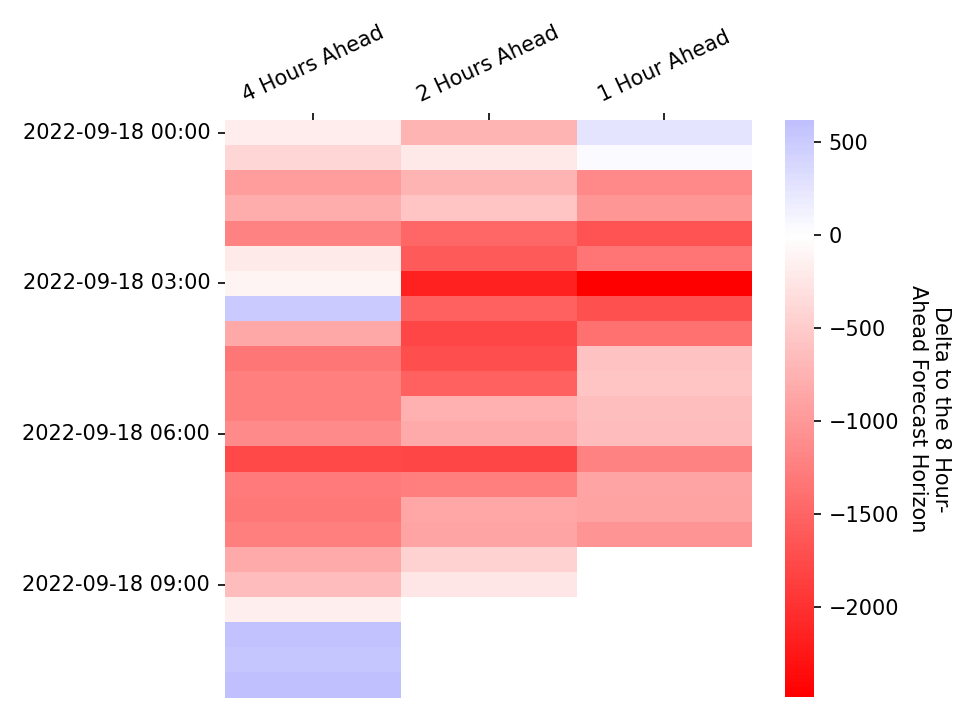 4 Hours Ahead
2 Hours Ahead
1 Hour Ahead
2022-09-18 00:00
2022-09-18 03:00
2022-09-18 06:00
2022-09-18 09:00
500
0
−500
−1000
−1500
−2000
Delta to the 8 Hour-
Ahead Forecast Horizon